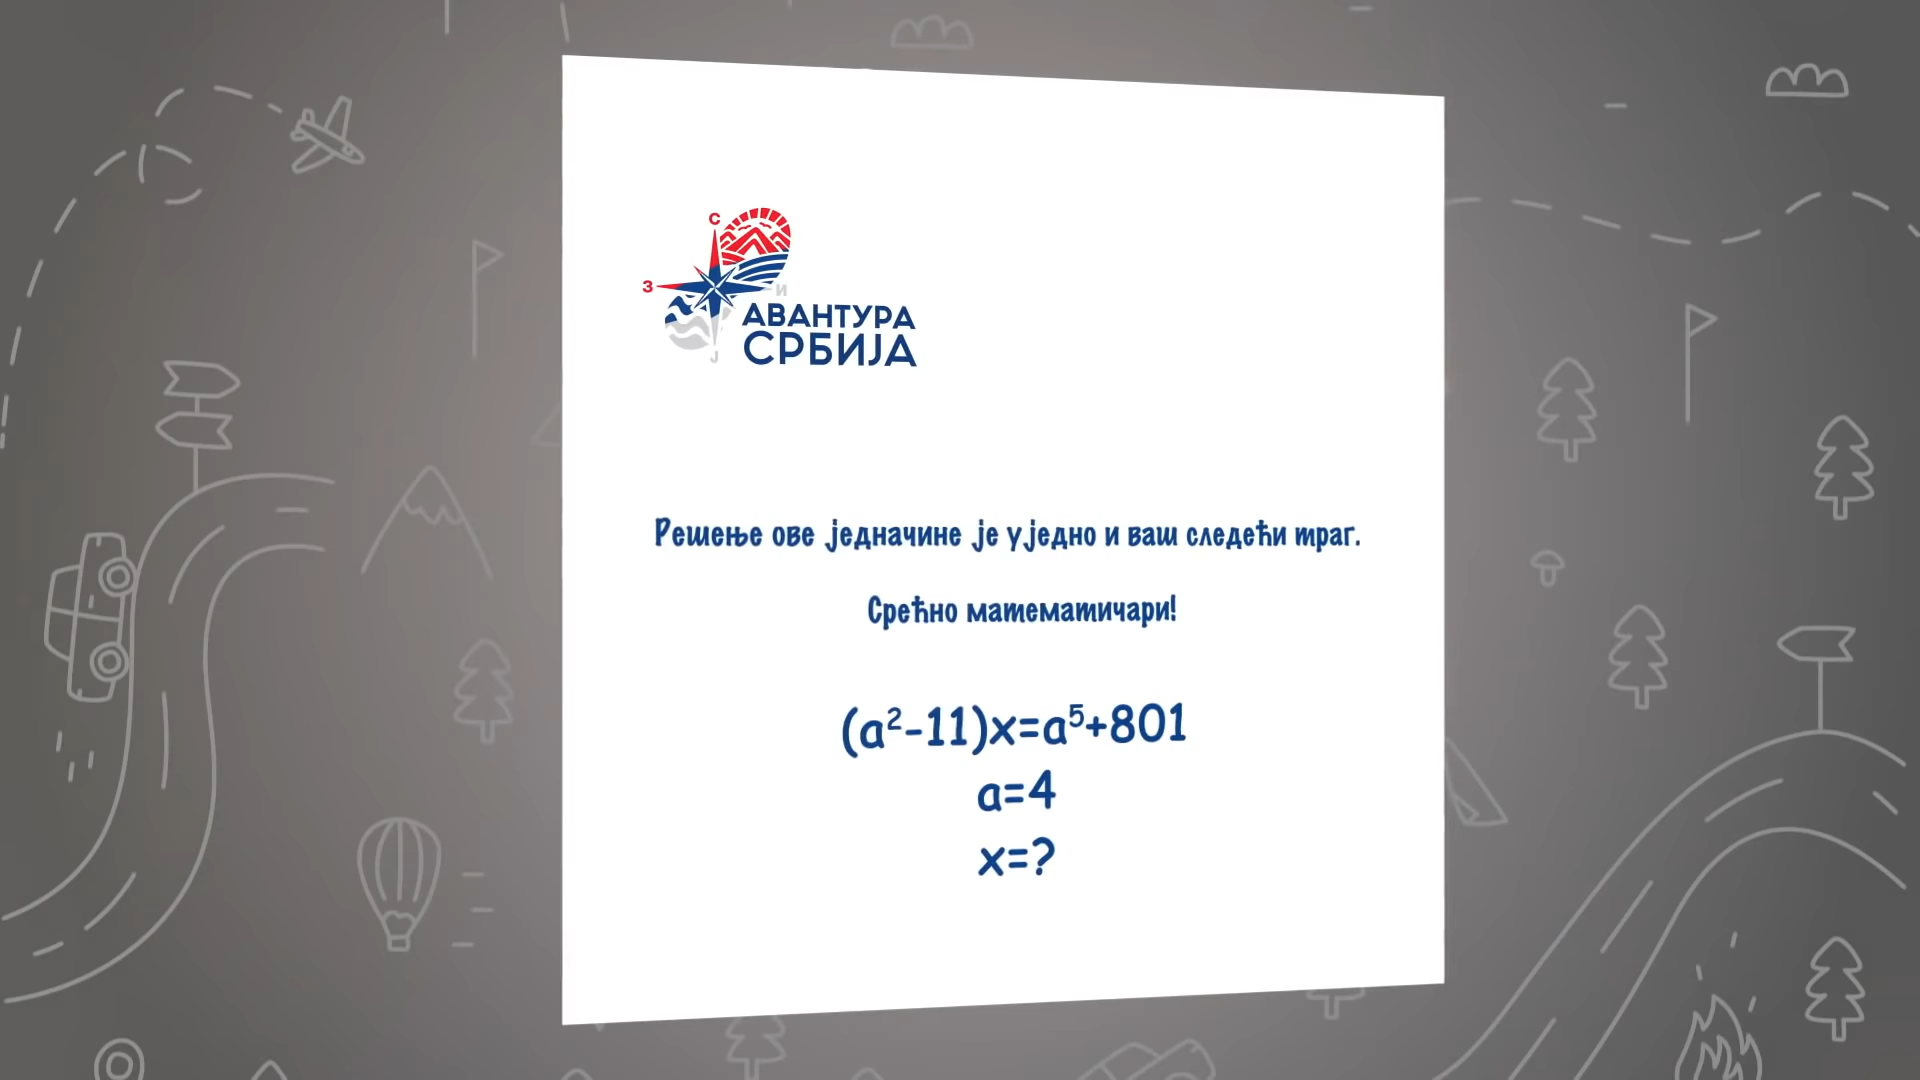 С
З
И
Ј
АВАНТУРА
СРБИЈА
Решење ове једначине је уједно и ваш следећи траг.
Срећно математичари!
(a²-11)x=a⁵+801
a=4
x=?